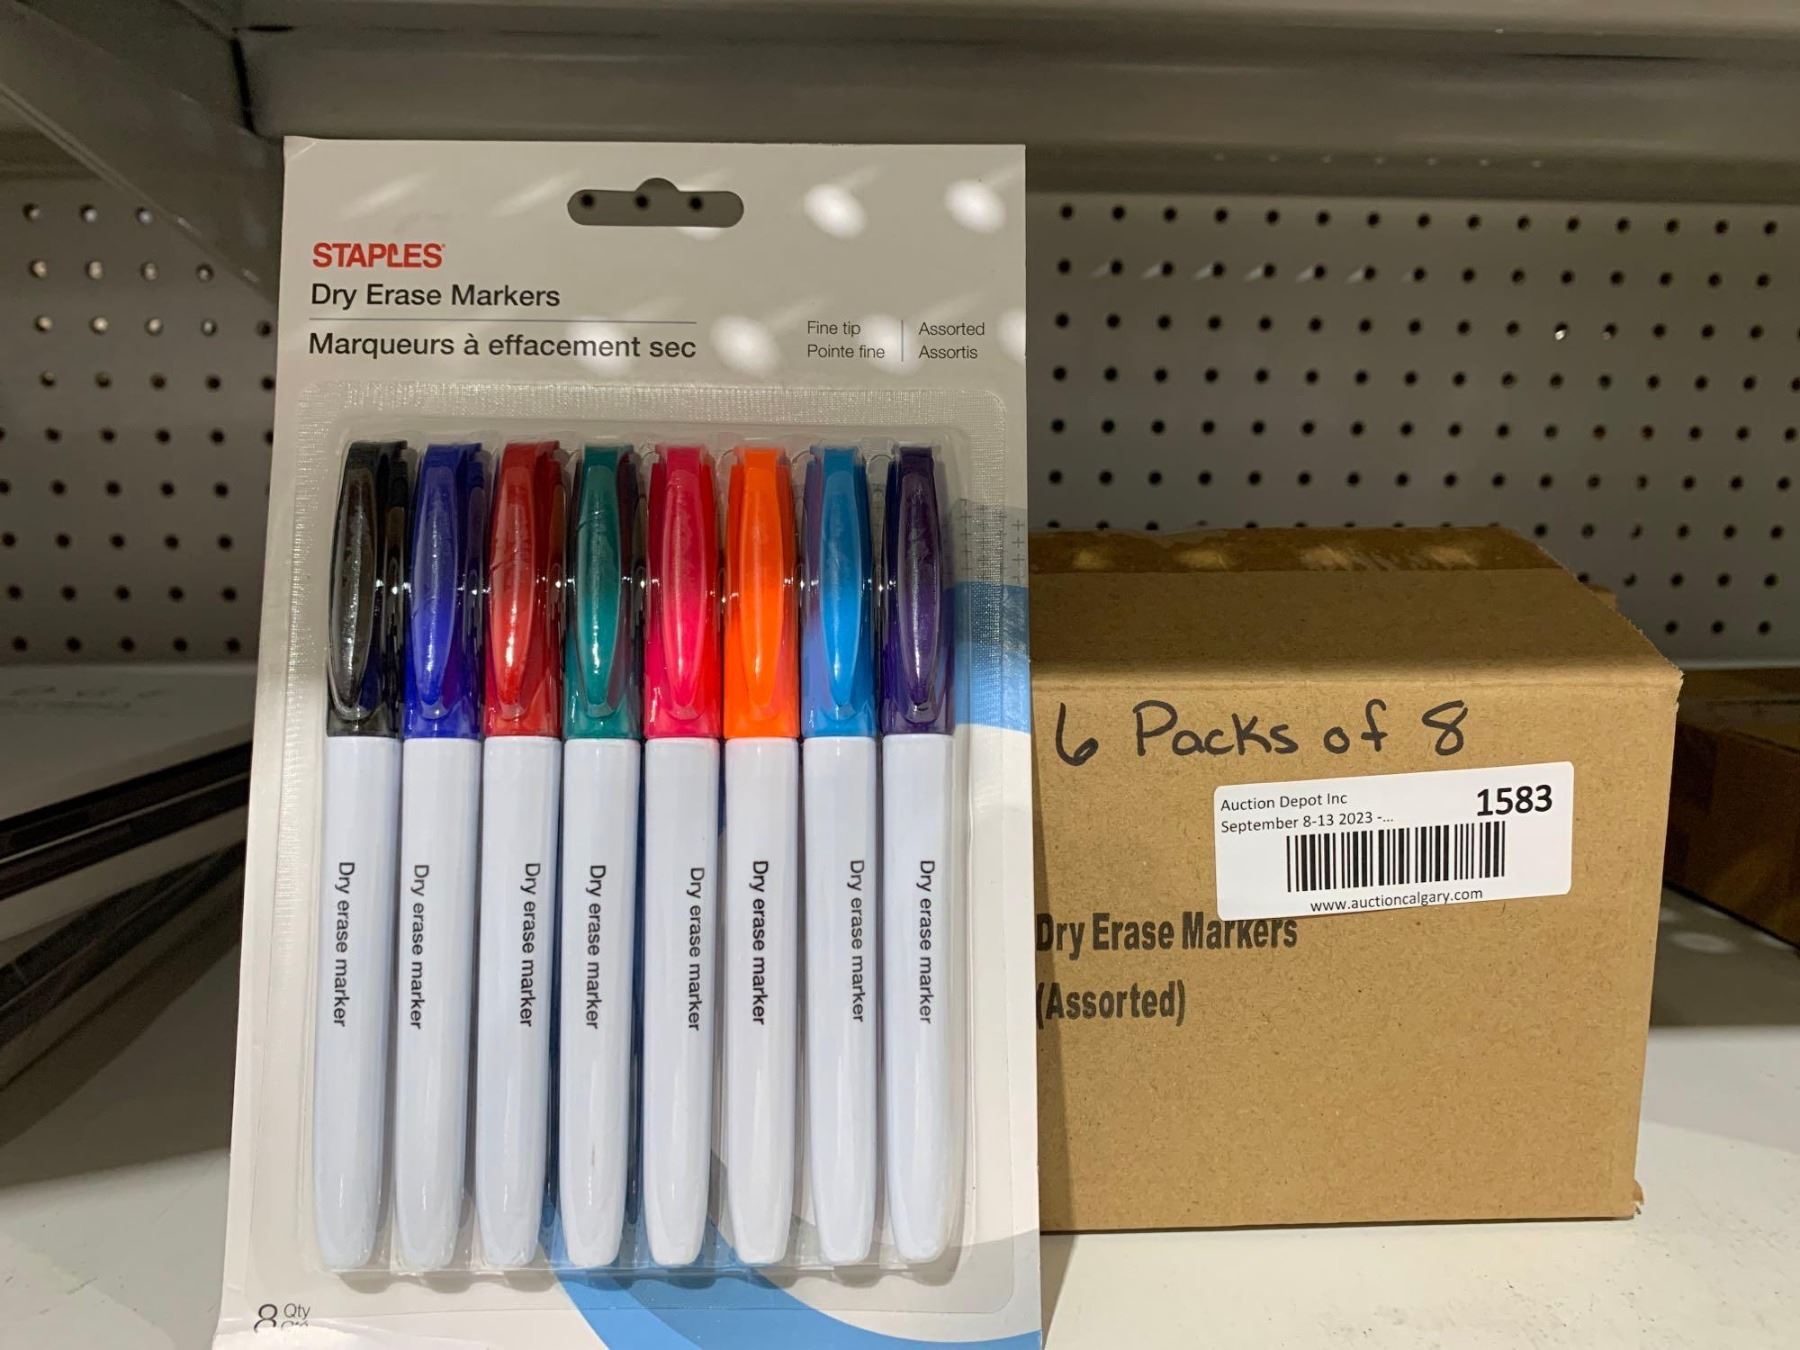 STAPLES
Dry Erase Markers
Marqueurs à effacement sec
Fine tip
Pointe fine
Assorted
Assortis
Dry erase marker
Dry erase marker
Dry erase marker
Dry erase marker
Dry erase marker
Dry erase marker
Dry erase marker
Dry erase marker
8 Qty
6 Packs of 8
Auction Depot Inc
September 8-13 2023 -...
1583
www.auctioncalgary.com
Dry Erase Markers
(Assorted)